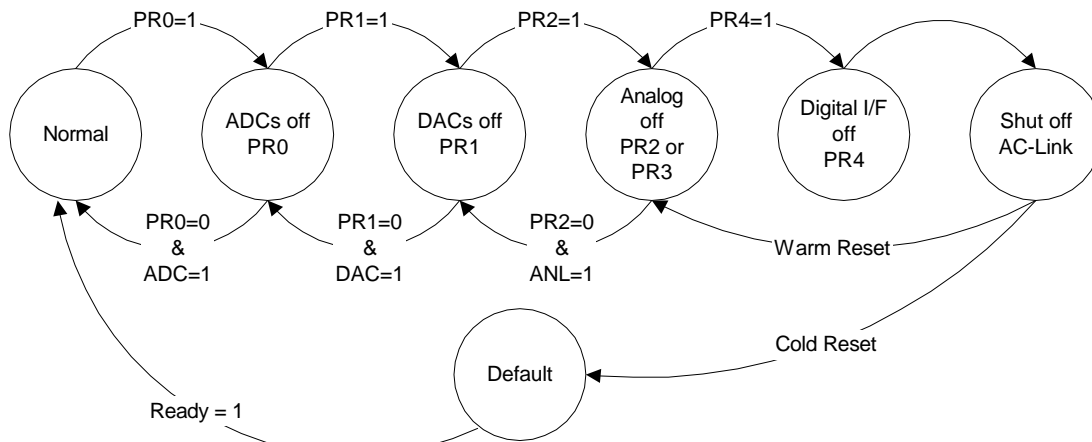 PR0=1
PR1=1
PR2=1
PR4=1
Normal
ADCs off
PR0
DACs off
PR1
Analog
off
PR2 or
PR3
Digital I/F
off
PR4
Shut off
AC-Link
PR0=0
&
ADC=1
PR1=0
&
DAC=1
PR2=0
&
ANL=1
Warm Reset
Cold Reset
Default
Ready = 1